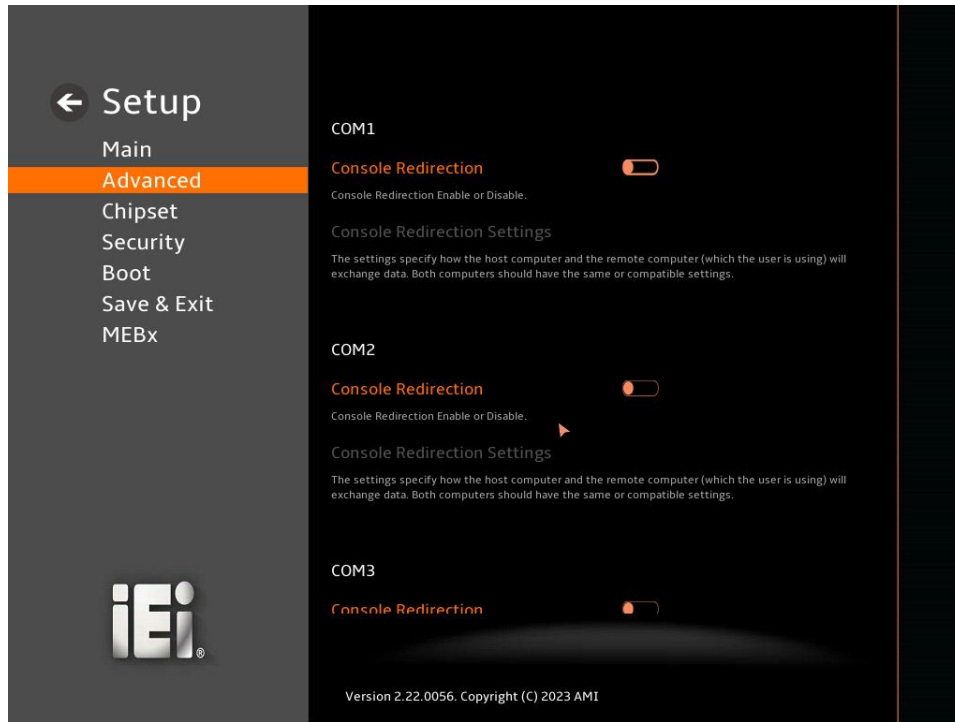 Setup
Main
Advanced
Chipset
Security
Boot
Save & Exit
MEBx
COM1
Console Redirection
Console Redirection Enable or Disable.
Console Redirection Settings
The settings specify how the host computer and the remote computer (which the user is using) will
exchange data. Both computers should have the same or compatible settings.
COM2
Console Redirection
Console Redirection Enable or Disable.
Console Redirection Settings
The settings specify how the host computer and the remote computer (which the user is using) will
exchange data. Both computers should have the same or compatible settings.
COM3
Console Redirection
iEi®
Version 2.22.0056. Copyright (C) 2023 AMI